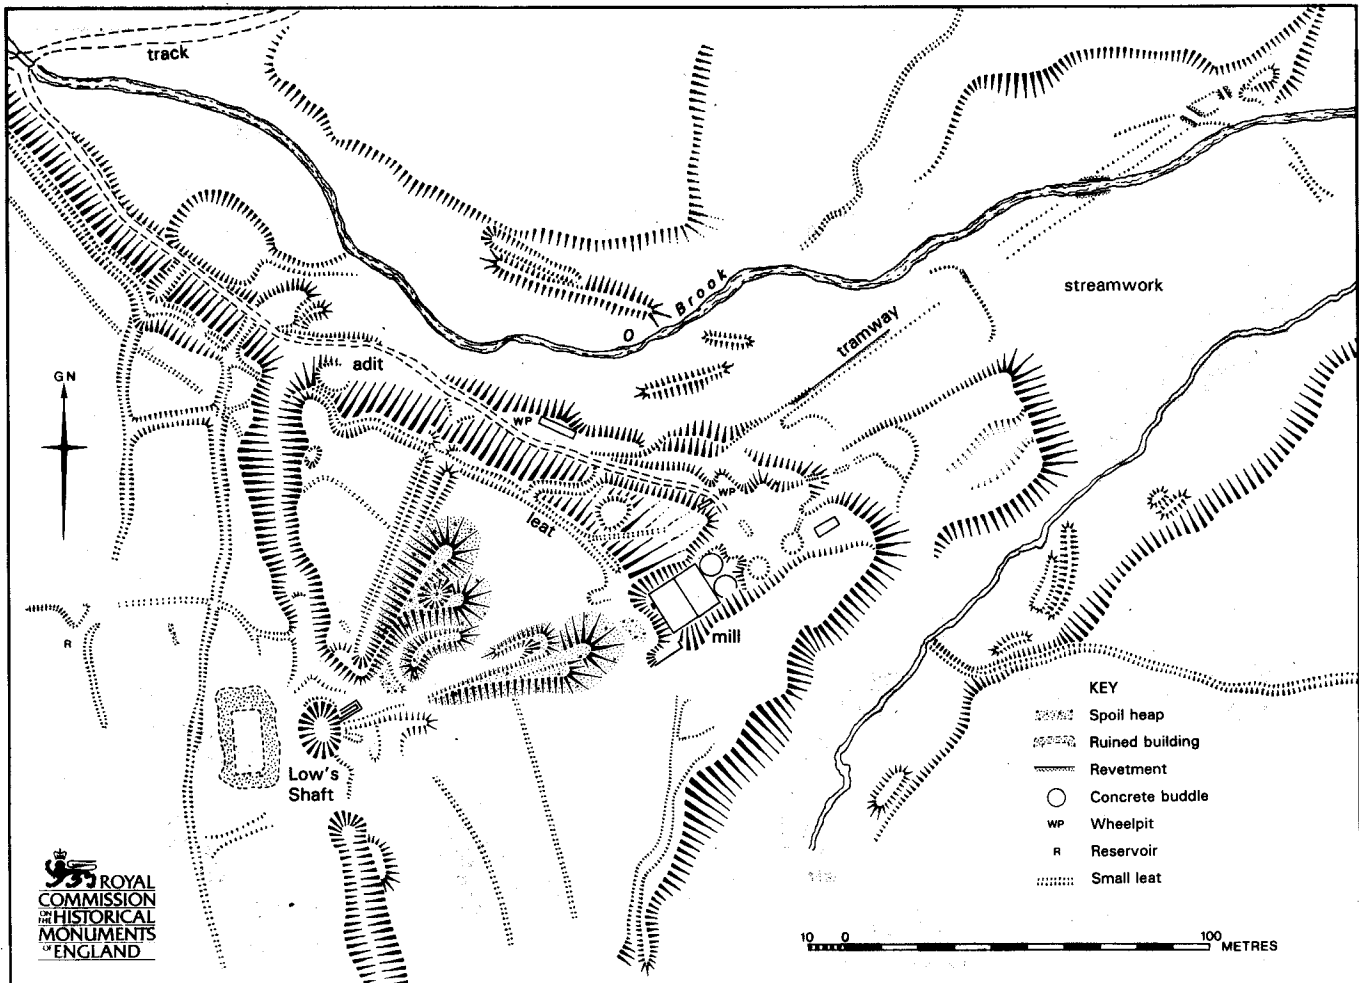 track
O Brook
streamwork
tramway
adit
GN
WP
leat
WP
mill
R
Low's
Shaft
KEY
Spoil heap
Ruined building
Revetment
Concrete buddle
WP Wheelpit
R Reservoir
Small leat
ROYAL
COMMISSION
ON THE HISTORICAL
MONUMENTS
OF ENGLAND
10 0 100 METRES